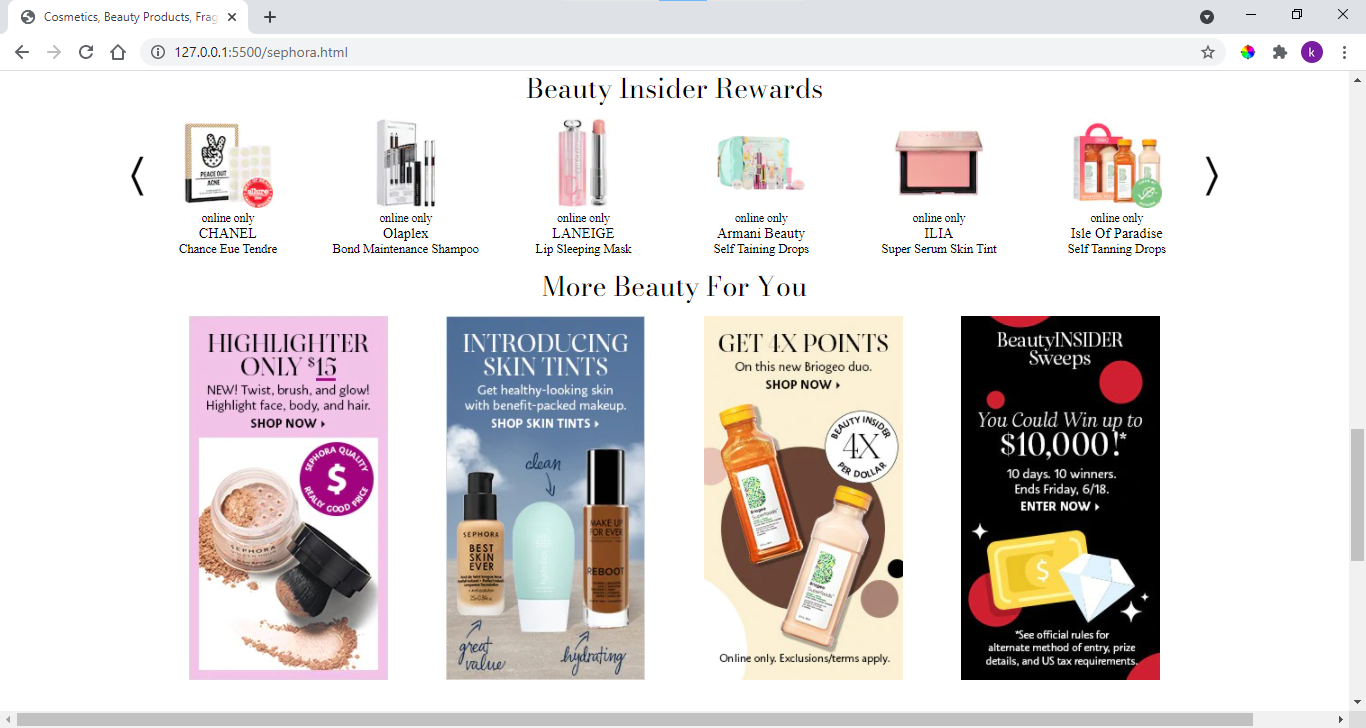 Cosmetics, Beauty Products, Frag
127.0.0.1:5500/sephora.html
k
Beauty Insider Rewards
PEACE OUT
ACNE
allure
online only
CHANEL
Chance Eue Tendre
online only
Olaplex
Bond Maintenance Shampoo
online only
LANEIGE
Lip Sleeping Mask
online only
Armani Beauty
Self Taining Drops
online only
ILIA
Super Serum Skin Tint
online only
Isle Of Paradise
Self Tanning Drops
More Beauty For You
HIGHLIGHTER
ONLY $15
NEW! Twist, brush, and glow!
Highlight face, body, and hair.
SHOP NOW
SEPHORA QUALITY
$
REALLY GOOD PRICE
SEPHORA
INTRODUCING
SKIN TINTS
Get healthy-looking skin
with benefit-packed makeup.
SHOP SKIN TINTS
clean
SEPHORA
BEST
SKIN
EVER
MAKE UP
FOR EVER
REBOOT
great
value
hydrating
GET 4X POINTS
On this new Briogeo duo.
SHOP NOW
BEAUTY INSIDER
4X
PER DOLLAR
B
Briogeo
Superfoods
B
Briogeo
Superfoods
Online only. Exclusions/terms apply.
BeautyINSIDER
Sweeps
You Could Win up to
$10,000!*
10 days. 10 winners.
Ends Friday, 6/18.
ENTER NOW
$
*See official rules for
alternate method of entry, prize
details, and US tax requirements.